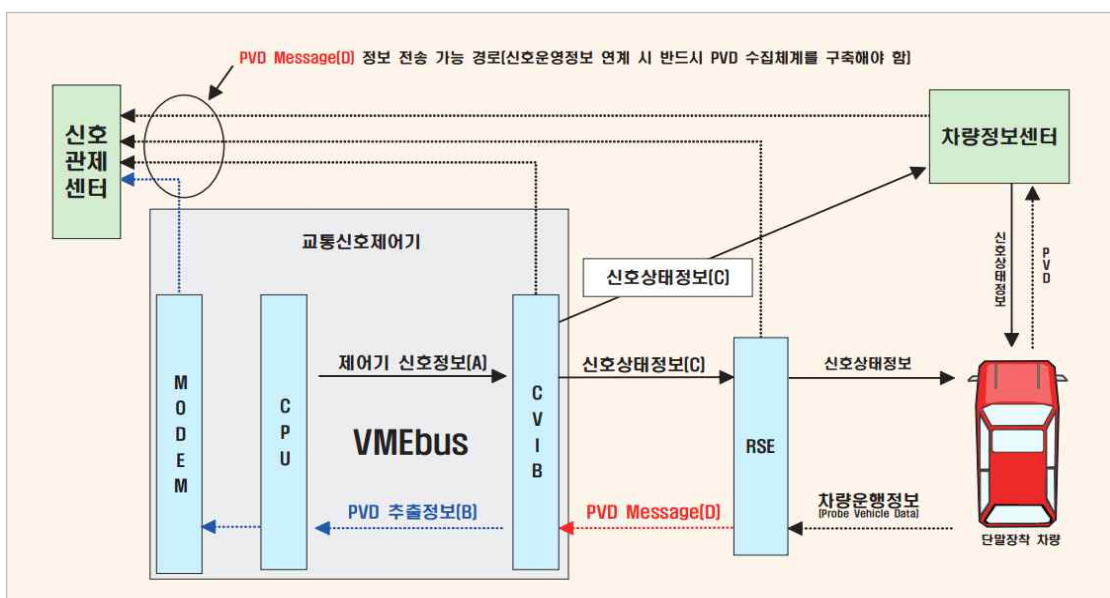 PVD Message(D) 정보 전송 가능 경로(신호운영정보 연계 시 반드시 PVD 수집체계를 구축해야 함)
신호
관제
센터
차량정보센터
교통신호제어기
신호상태정보(C)
신호상태정보
PVD
제어기 신호정보(A)
신호상태정보(C)
신호상태정보
MODEM
CPU
VMEbus
CVIB
RSE
PVD 추출정보(B)
PVD Message(D)
차량운행정보
(Probe Vehicle Data)
단말장착 차량